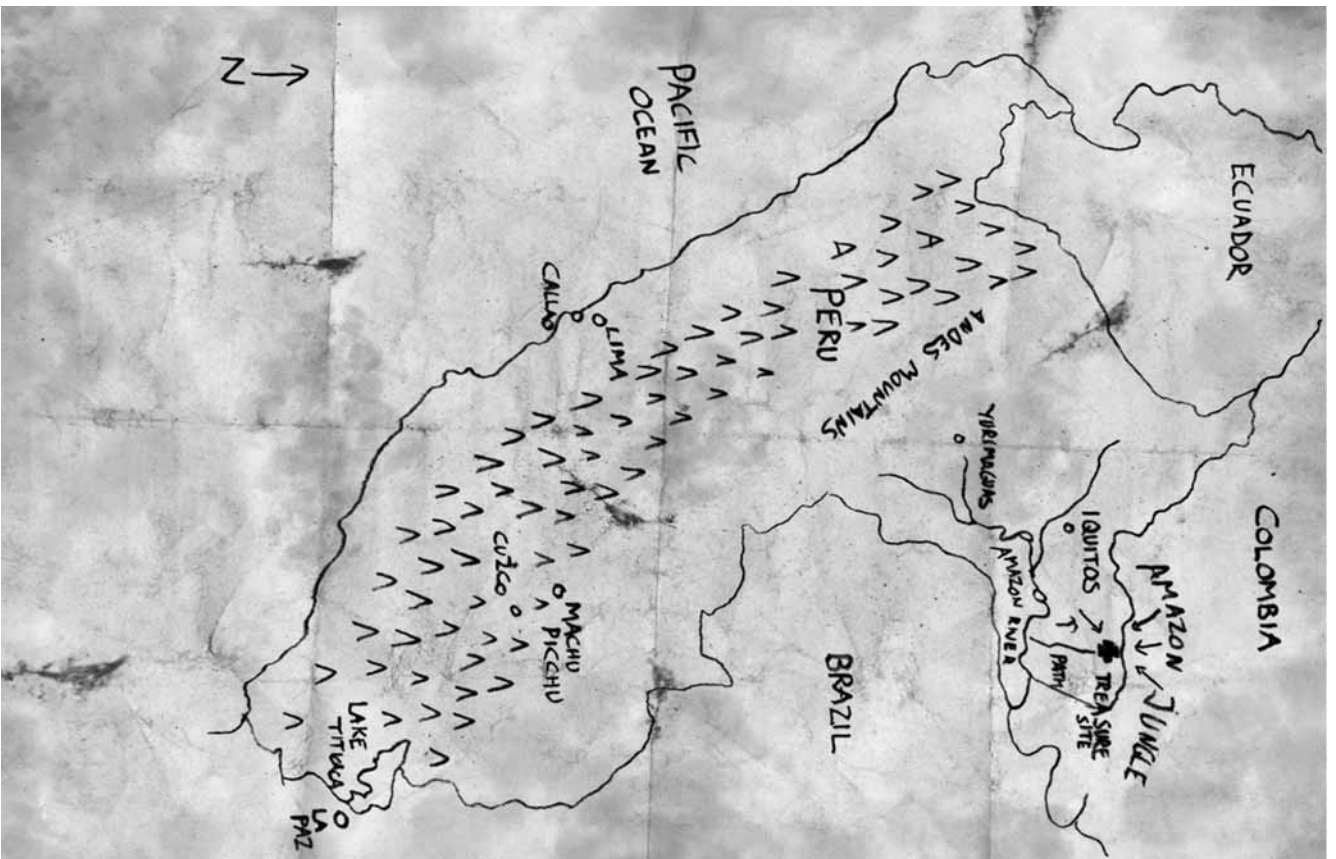 ECUADOR
COLOMBIA
AMAZON
JUNGLE
IQUITOS
TREASURE
SITE
PATH
AMAZON RIVER
YURIMAGUAS
ANDES MOUNTAINS
PERU
BRAZIL
PACIFIC
OCEAN
LIMA
CALLAO
MACHU
PICCHU
CUZCO
LAKE
LA
PAZ
N